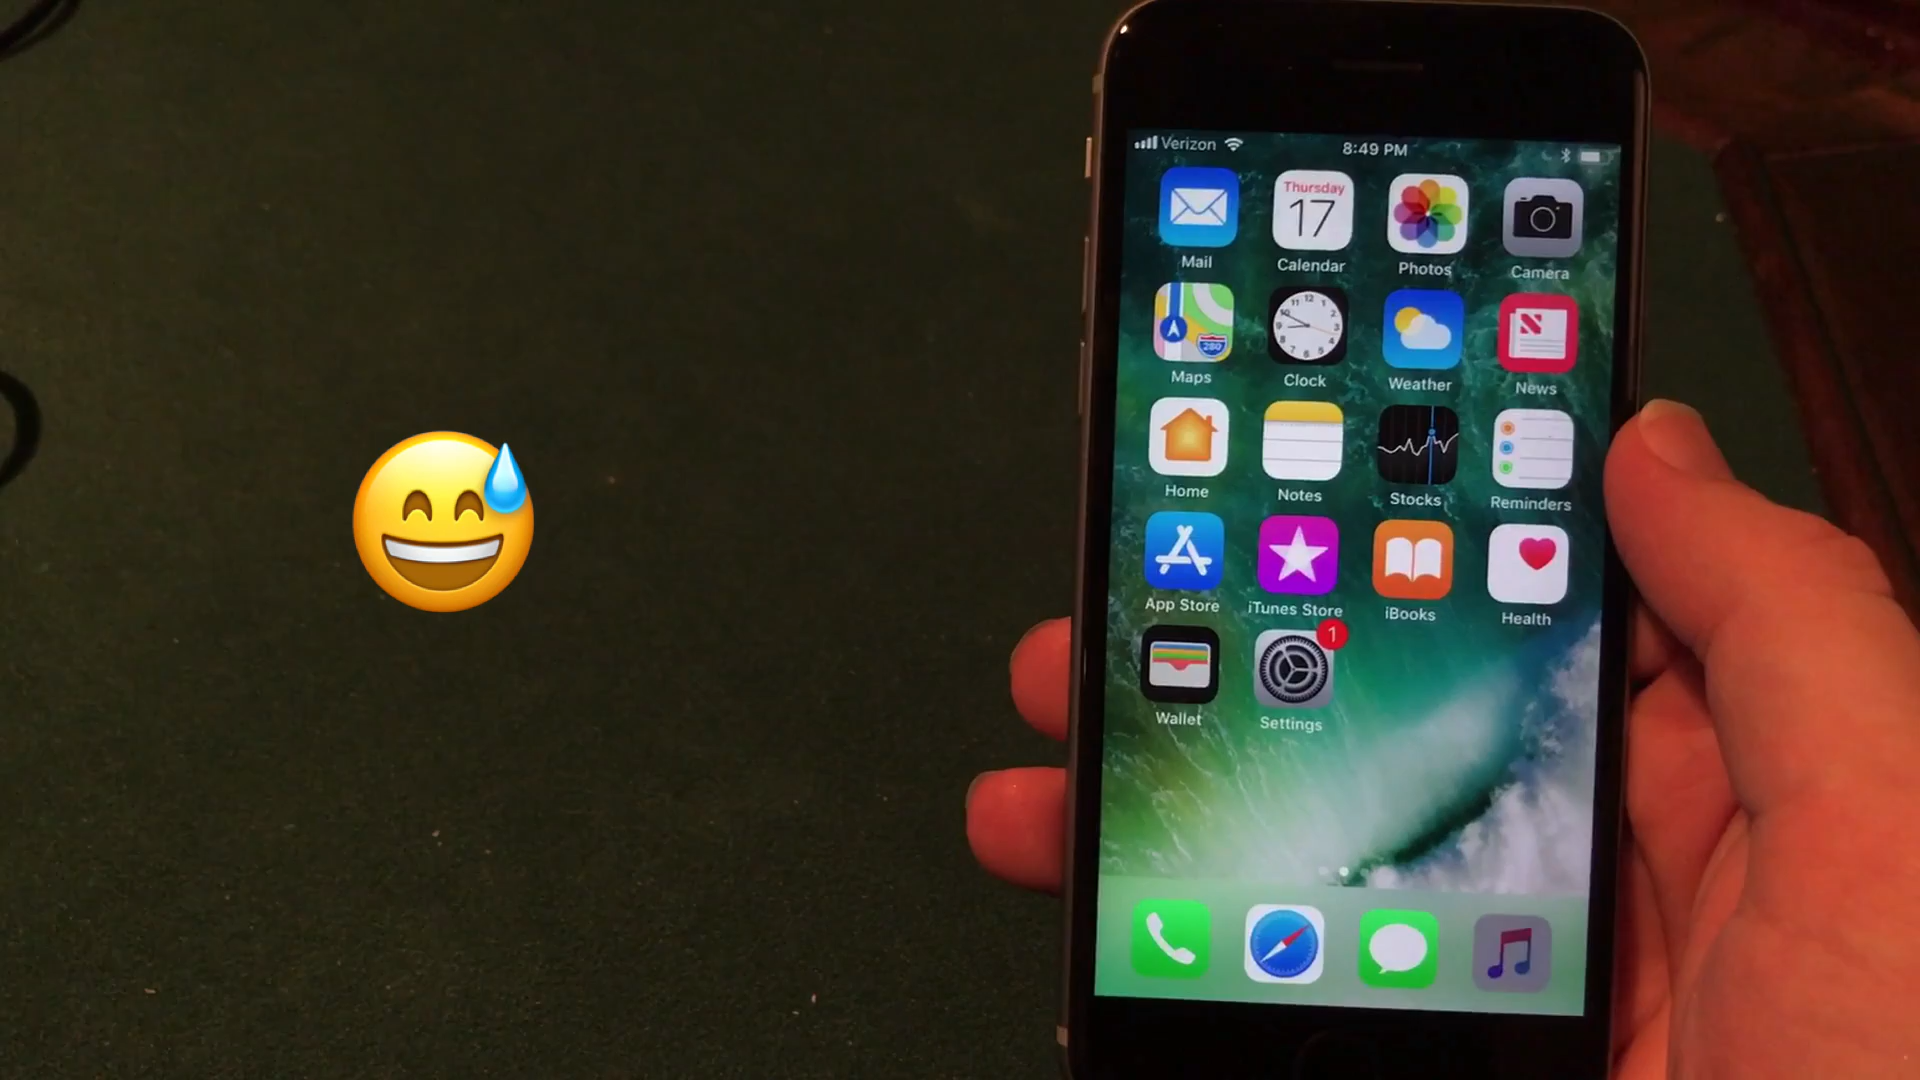 Verizon 8:49 PM
Thursday
17
Mail Calendar Photos Camera
280
Maps Clock Weather News
Home Notes Stocks Reminders
App Store iTunes Store iBooks Health
1
Wallet Settings